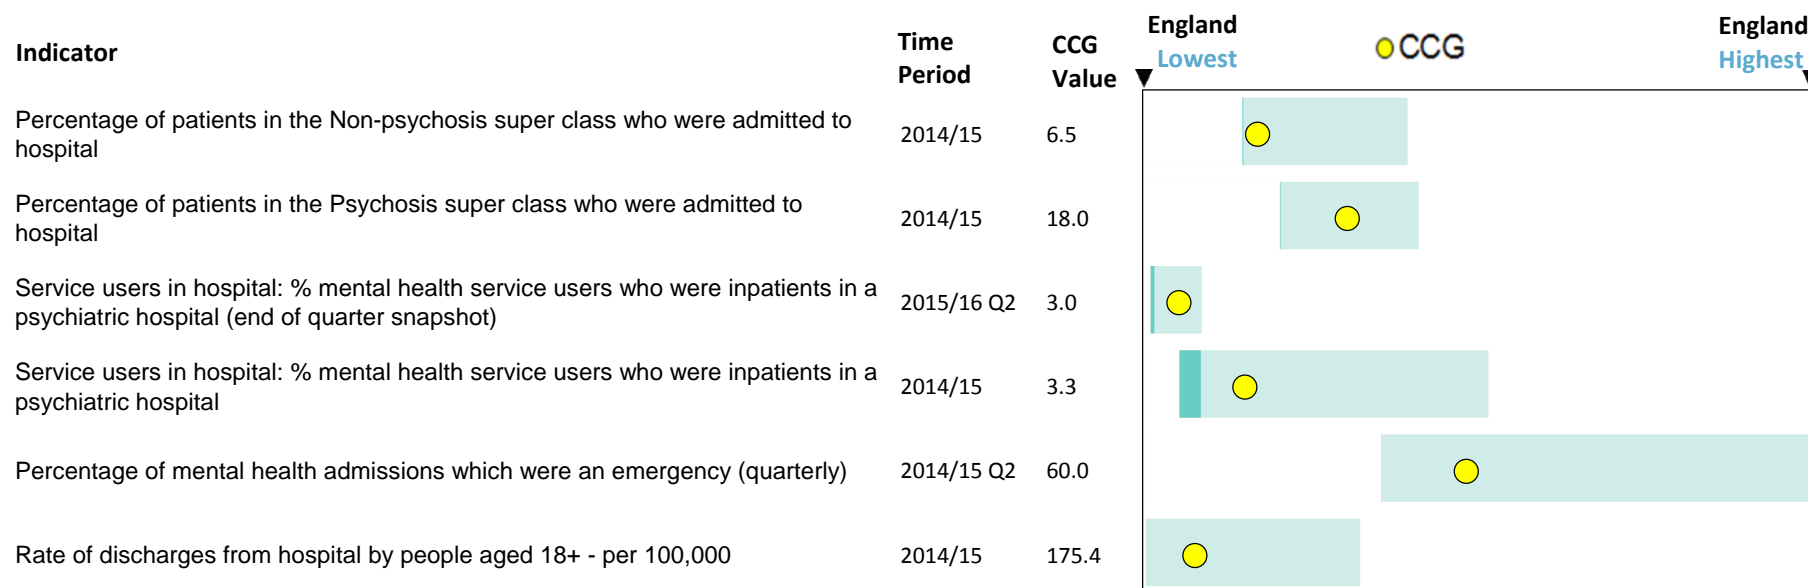 Indicator
Time
Period
CCG
Value
England
Lowest
CCG
England
Highest
Percentage of patients in the Non-psychosis super class who were admitted to
hospital
2014/15
6.5
Percentage of patients in the Psychosis super class who were admitted to
hospital
2014/15
18.0
Service users in hospital: % mental health service users who were inpatients in a
psychiatric hospital (end of quarter snapshot)
2015/16 Q2
3.0
Service users in hospital: % mental health service users who were inpatients in a
psychiatric hospital
2014/15
3.3
Percentage of mental health admissions which were an emergency (quarterly)
2014/15 Q2
60.0
Rate of discharges from hospital by people aged 18+ - per 100,000
2014/15
175.4